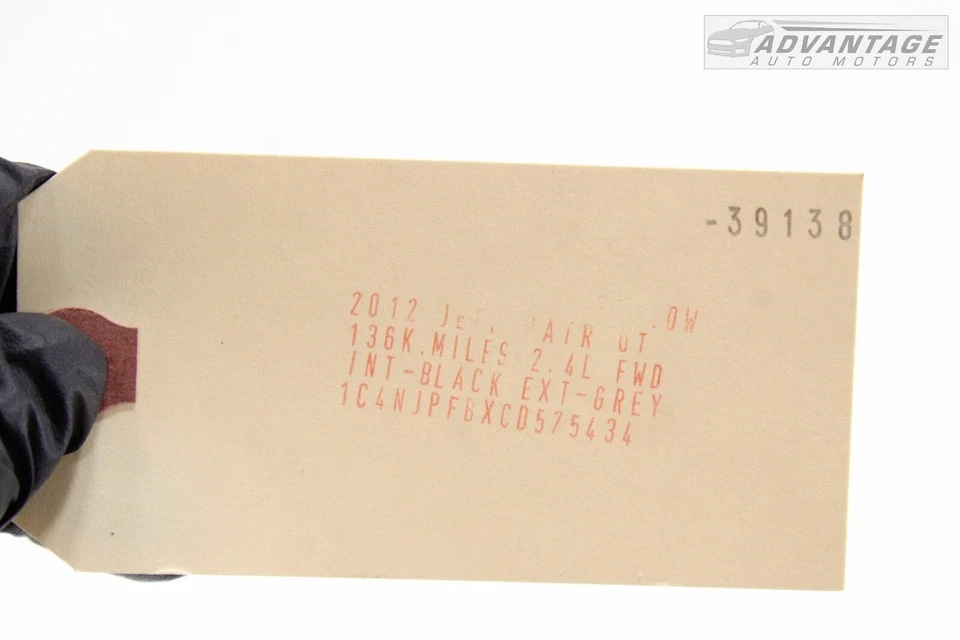 ADVANTAGE
AUTO MOTORS
-39138
2012
136K.MILES 2.4L FWD
INT-BLACK EXT-GREY
1C4NJPFBXCD575434